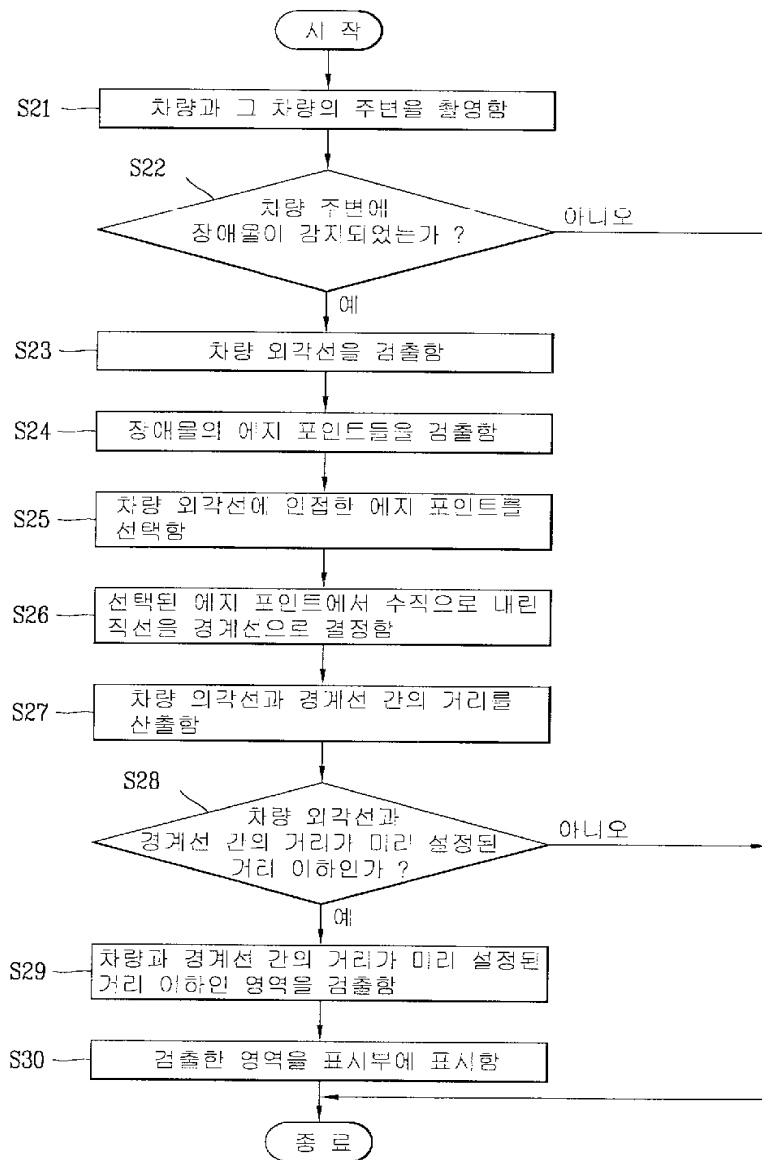 시 작
S21
차량과 그 차량의 주변을 촬영함
S22
차량 주변에
장애물이 감지되었는가 ?
아니오
예
S23
차량 외곽선을 검출함
S24
장애물의 에지 포인트들을 검출함
S25
차량 외곽선에 인접한 에지 포인트를
선택함
S26
선택된 에지 포인트에서 수직으로 내린
직선을 경계선으로 결정함
S27
차량 외곽선과 경계선 간의 거리를
산출함
S28
차량 외곽선과
경계선 간의 거리가 미리 설정된
거리 이하인가 ?
아니오
예
S29
차량과 경계선 간의 거리가 미리 설정된
거리 이하인 영역을 검출함
S30
검출한 영역을 표시부에 표시함
종 료